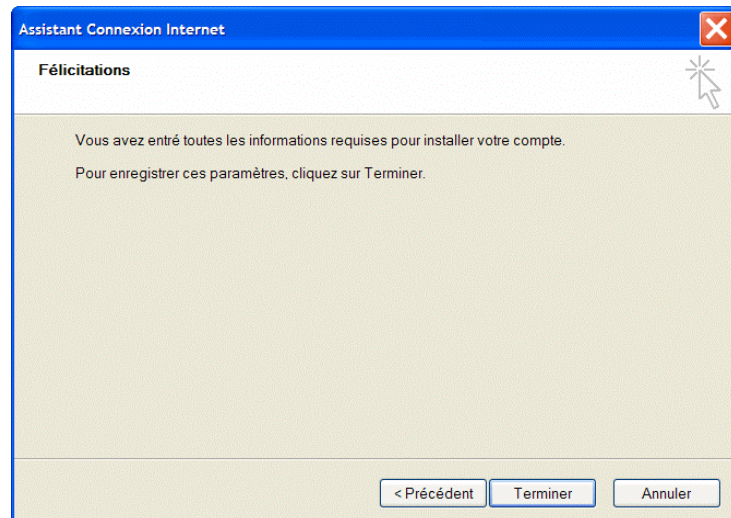 Assistant Connexion Internet
Félicitations
Vous avez entré toutes les informations requises pour installer votre compte.
Pour enregistrer ces paramètres, cliquez sur Terminer.
< Précédent Terminer Annuler